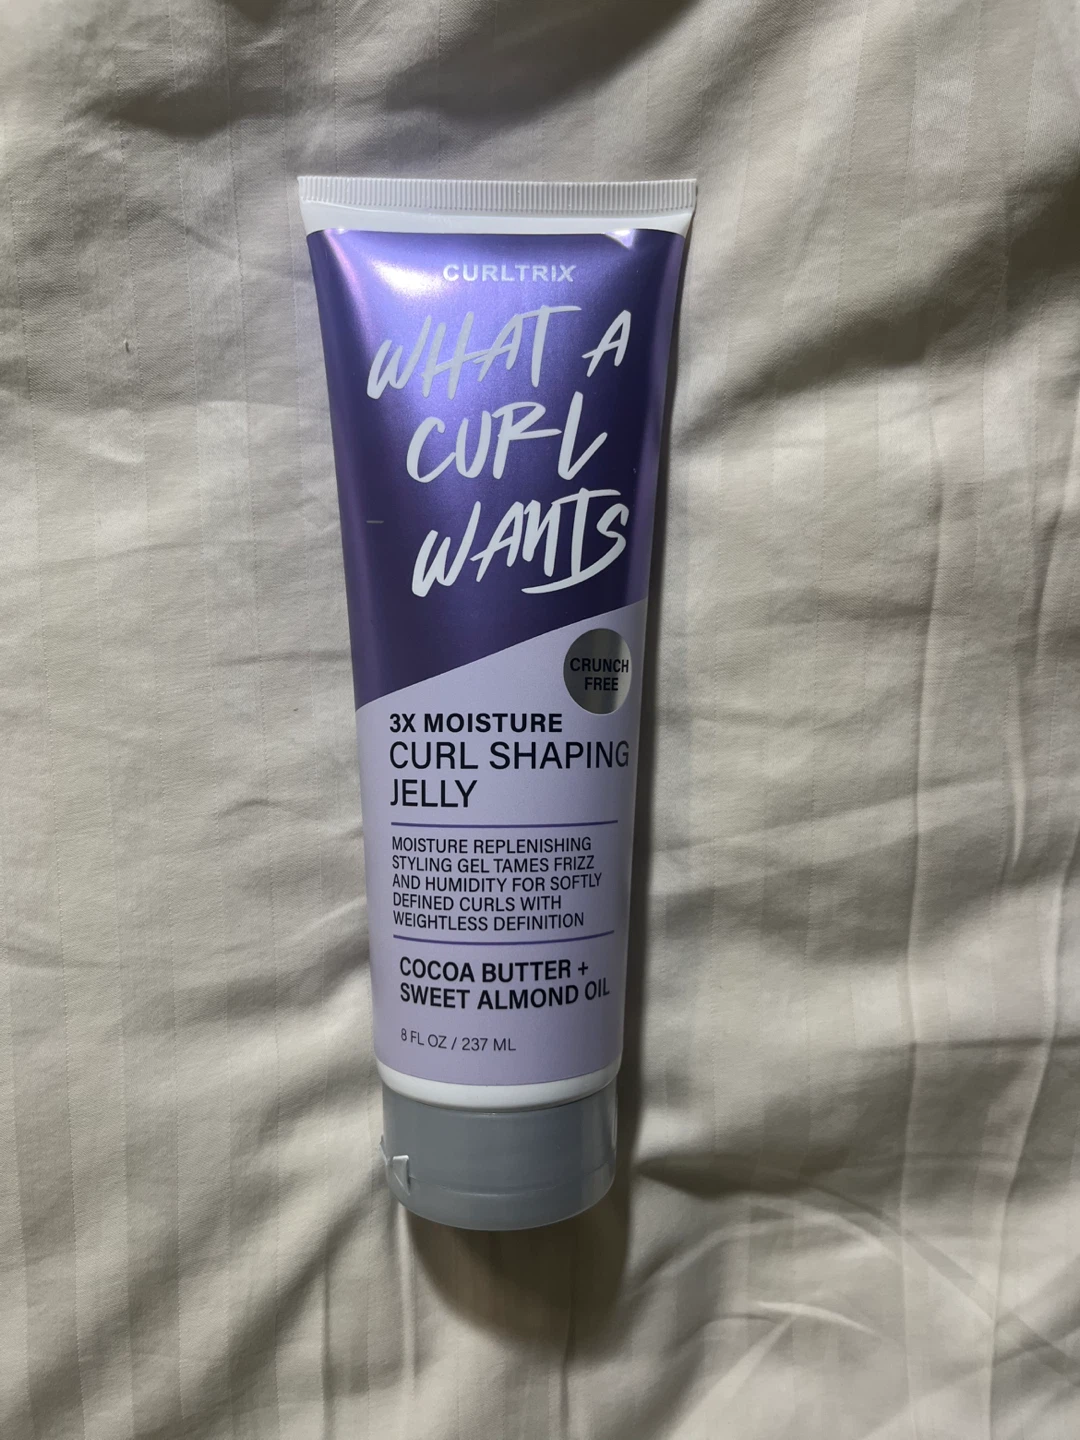 CURLTRIX
WHAT A
CURL
WANTS
CRUNCH
FREE
3X MOISTURE
CURL SHAPING
JELLY
MOISTURE REPLENISHING
STYLING GEL TAMES FRIZZ
AND HUMIDITY FOR SOFTLY
DEFINED CURLS WITH
WEIGHTLESS DEFINITION
COCOA BUTTER +
SWEET ALMOND OIL
8 FL OZ / 237 ML